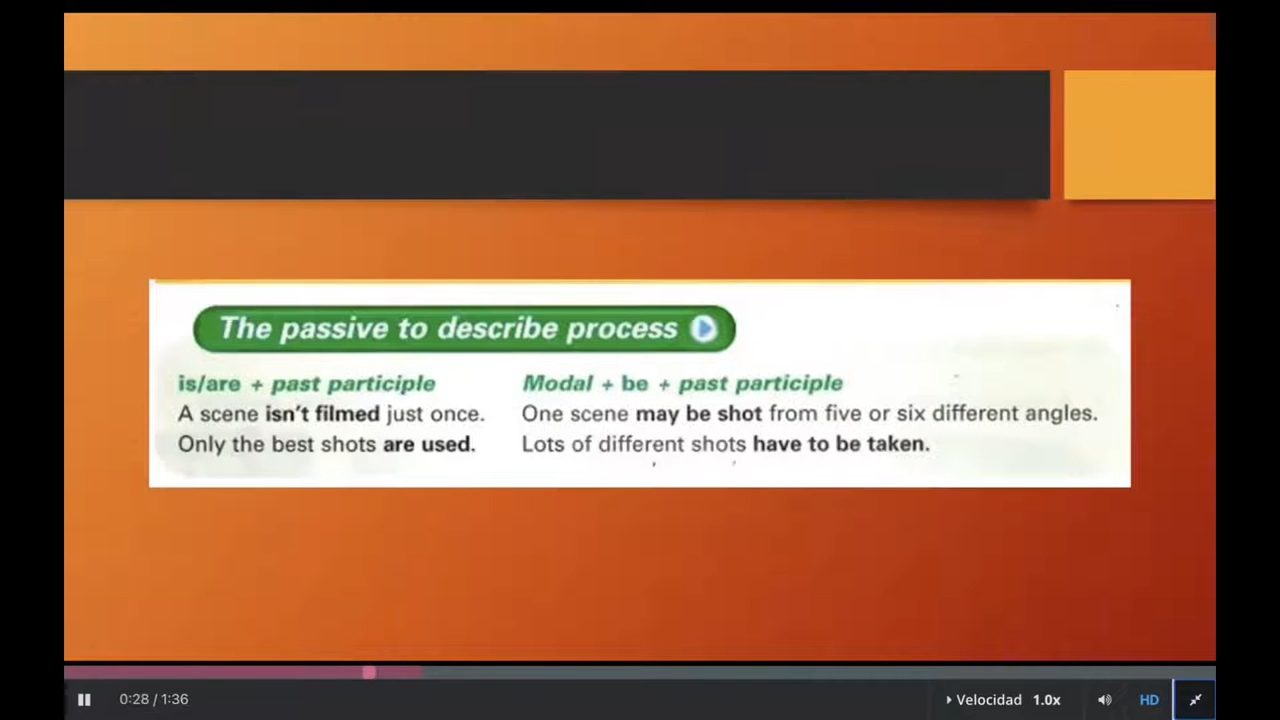 The passive to describe process
is/are + past participle
A scene isn't filmed just once.
Only the best shots are used.
Modal + be + past participle
One scene may be shot from five or six different angles.
Lots of different shots have to be taken.
0:28 / 1:36
Velocidad 1.0x
HD